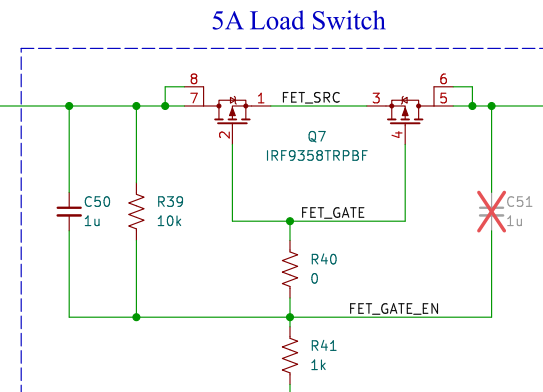 5A Load Switch
8
7
1
FET_SRC
3
6
5
2
Q7
IRF9358TRPBF
4
C50
1u
R39
10k
FET_GATE
C51
1u
R40
0
FET_GATE_EN
R41
1k